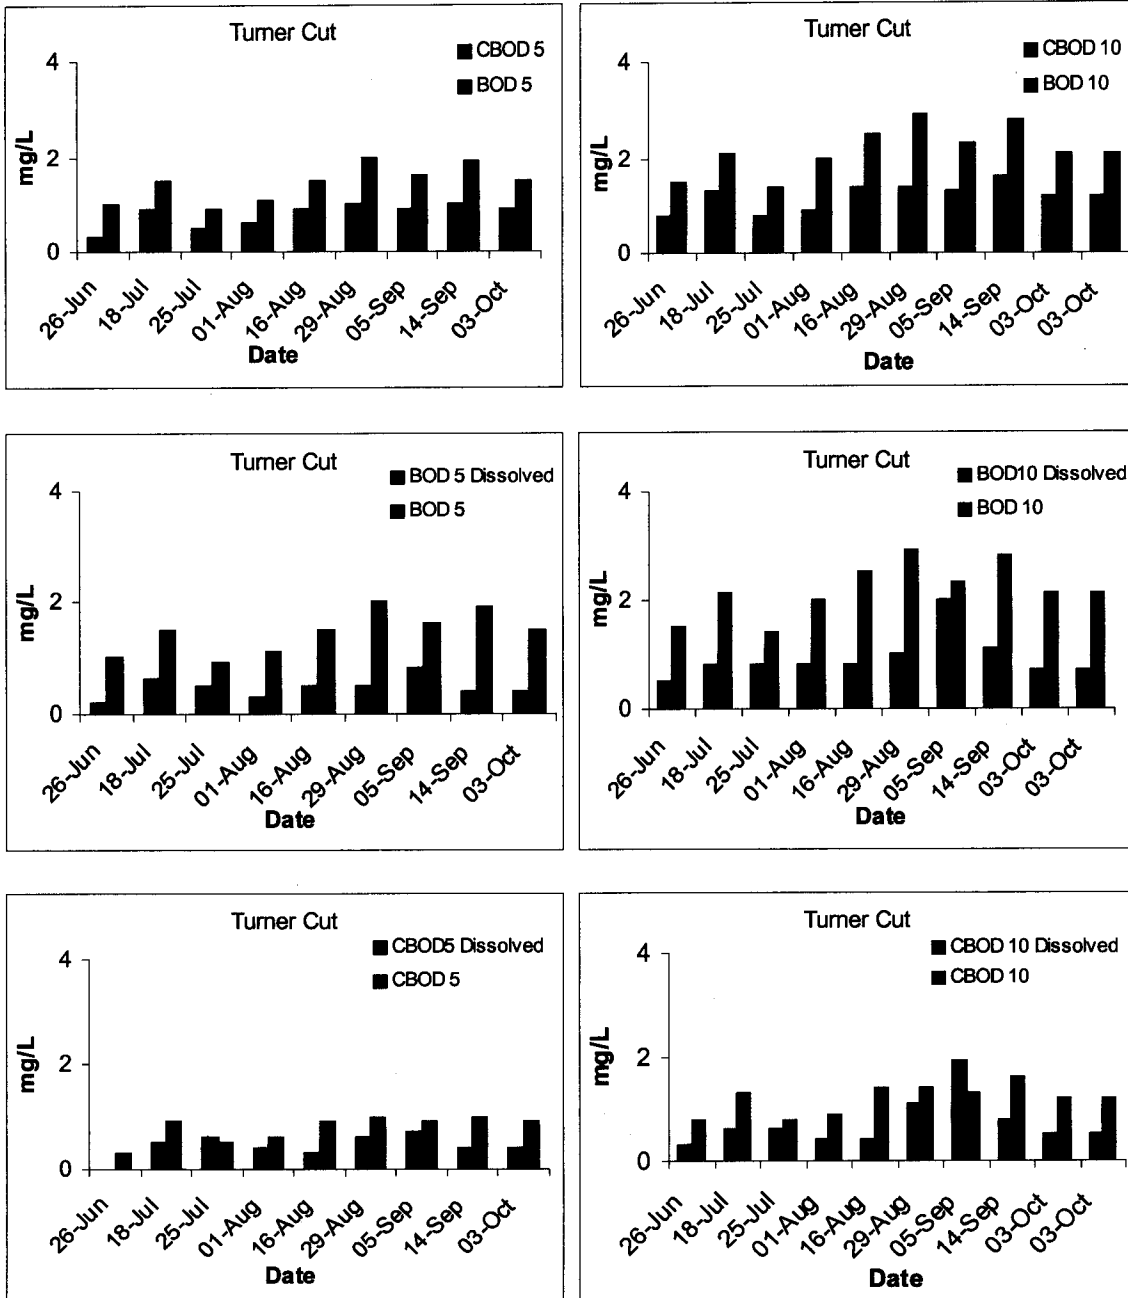 Turner Cut
CBOD 5
BOD 5
4
2
0
mg/L
26-Jun
18-Jul
25-Jul
01-Aug
16-Aug
29-Aug
05-Sep
14-Sep
03-Oct
Date
Turner Cut
CBOD 10
BOD 10
4
2
0
mg/L
26-Jun
18-Jul
25-Jul
01-Aug
16-Aug
29-Aug
05-Sep
14-Sep
03-Oct
03-Oct
Date
Turner Cut
BOD 5 Dissolved
BOD 5
4
2
0
mg/L
26-Jun
18-Jul
25-Jul
01-Aug
16-Aug
29-Aug
05-Sep
14-Sep
03-Oct
Date
Turner Cut
BOD10 Dissolved
BOD 10
4
2
0
mg/L
26-Jun
18-Jul
25-Jul
01-Aug
16-Aug
29-Aug
05-Sep
14-Sep
03-Oct
03-Oct
Date
Turner Cut
CBOD5 Dissolved
CBOD 5
4
2
0
mg/L
26-Jun
18-Jul
25-Jul
01-Aug
16-Aug
29-Aug
05-Sep
14-Sep
03-Oct
Date
Turner Cut
CBOD 10 Dissolved
CBOD 10
4
2
0
mg/L
26-Jun
18-Jul
25-Jul
01-Aug
16-Aug
29-Aug
05-Sep
14-Sep
03-Oct
03-Oct
Date